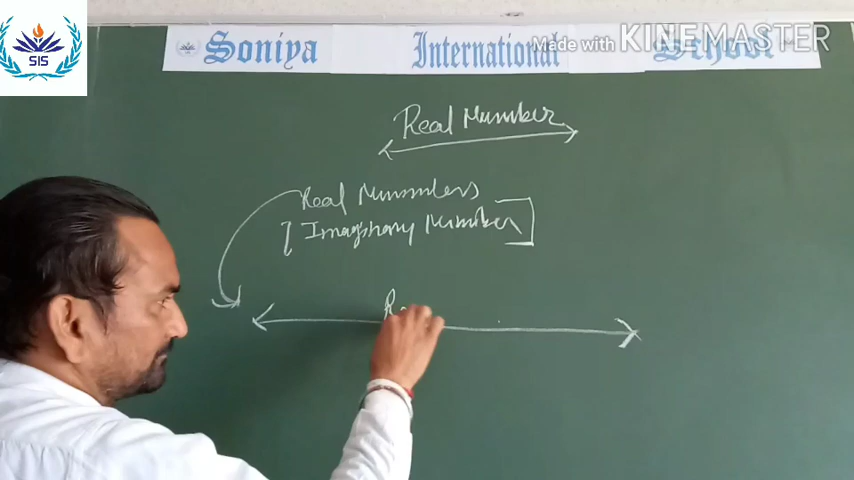 SIS
Soniya International School
Made with KINEMASTER
Real Number
Real Numbers
[ Imaginary Number ]
R